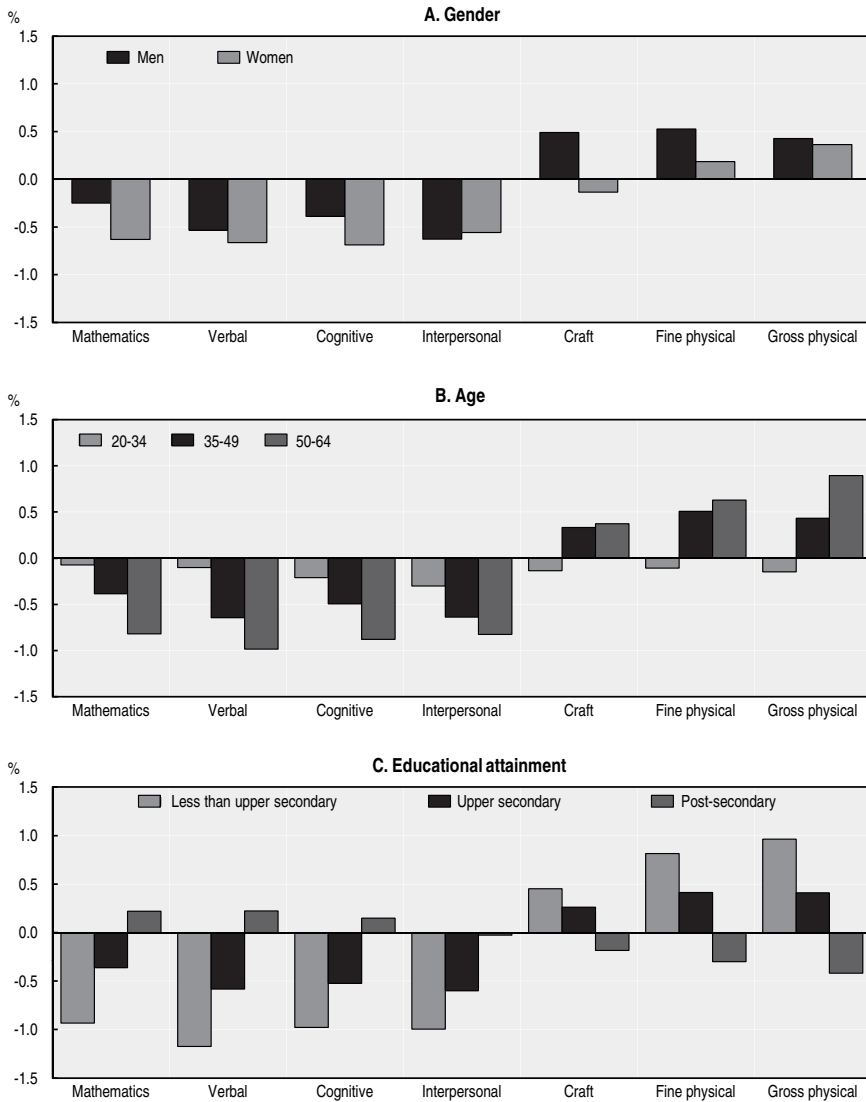 A. Gender
%
1.5
Men Women
1.0
0.5
0.0
-0.5
-1.0
-1.5
Mathematics Verbal Cognitive Interpersonal Craft Fine physical Gross physical
B. Age
%
1.5
20-34 35-49 50-64
1.0
0.5
0.0
-0.5
-1.0
-1.5
Mathematics Verbal Cognitive Interpersonal Craft Fine physical Gross physical
C. Educational attainment
%
1.5
Less than upper secondary Upper secondary Post-secondary
1.0
0.5
0.0
-0.5
-1.0
-1.5
Mathematics Verbal Cognitive Interpersonal Craft Fine physical Gross physical